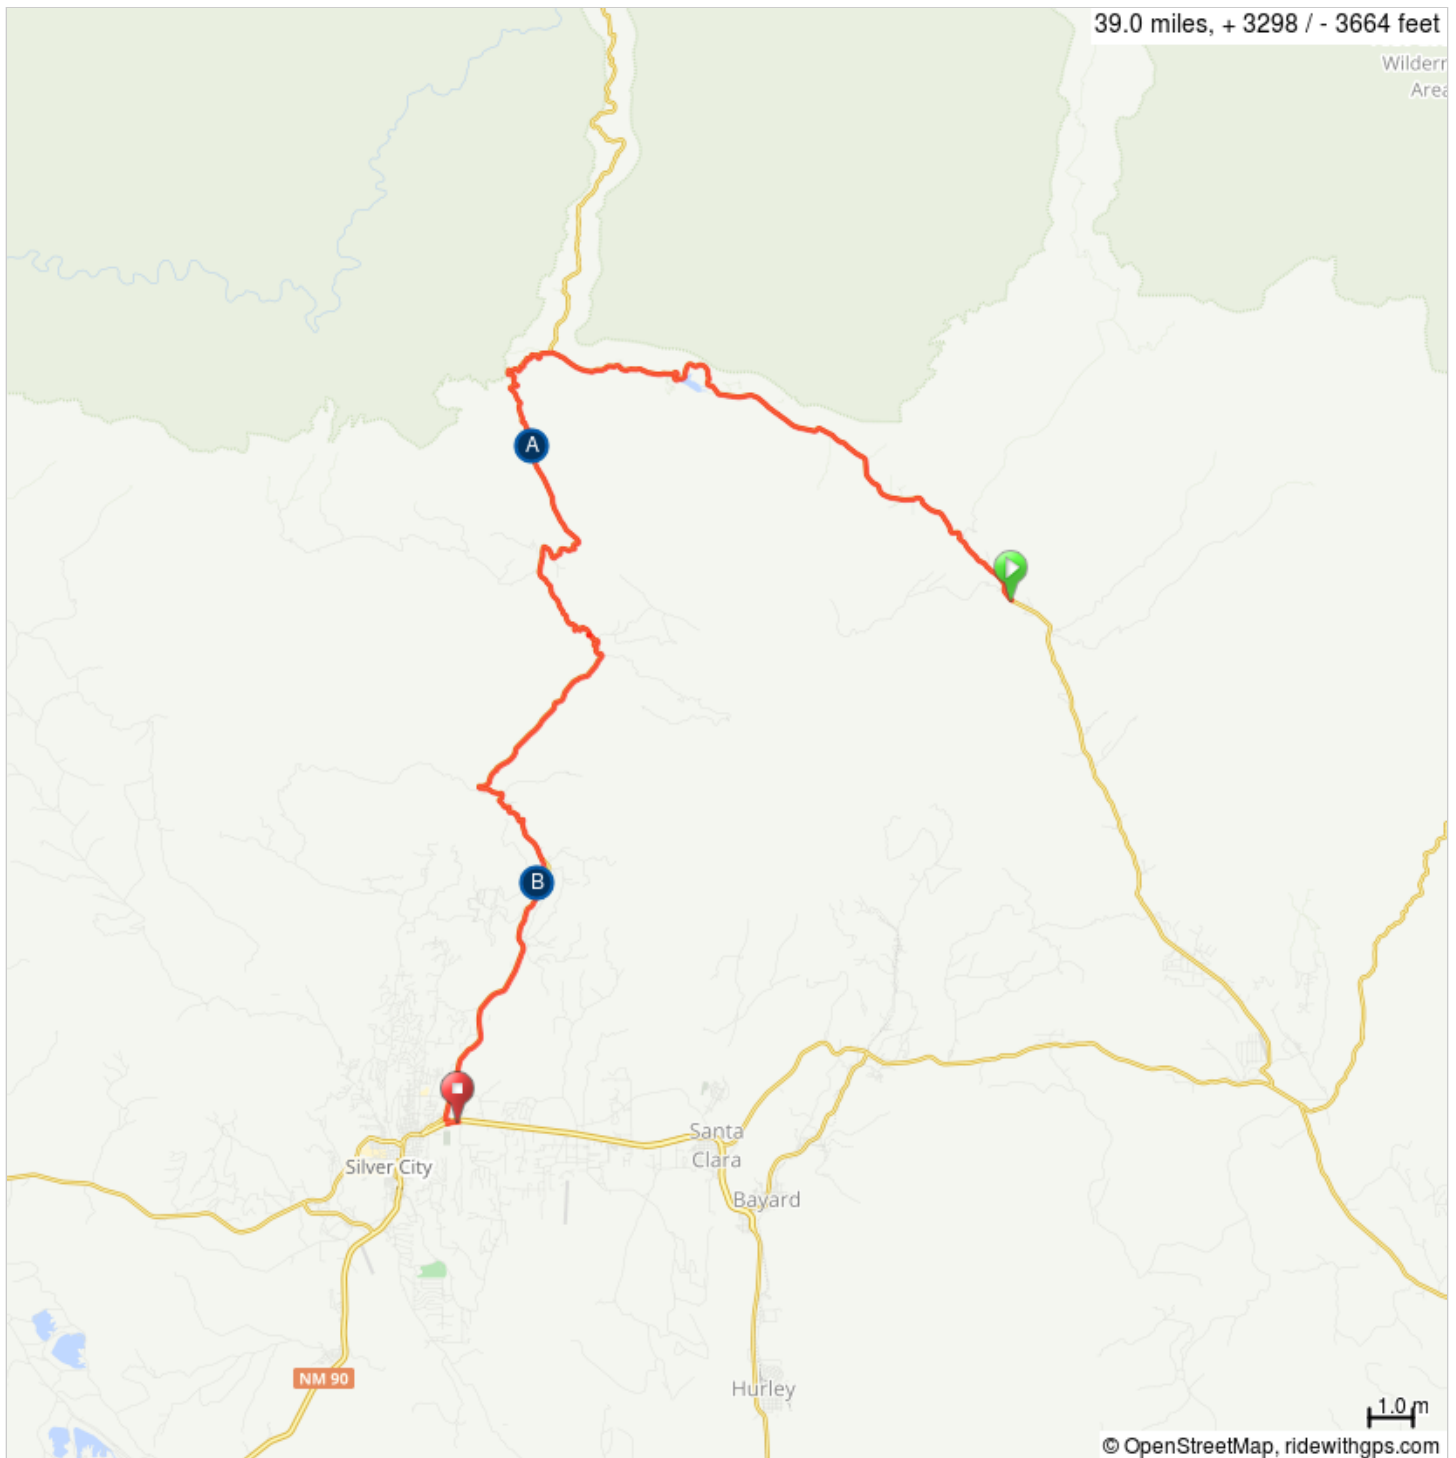 39.0 miles, + 3298 / - 3664 feet
Wildern
Area
A
B
Santa
Clara
Silver City
Bayard
NM 90
Hurley
1.0 m
© OpenStreetMap, ridewithgps.com